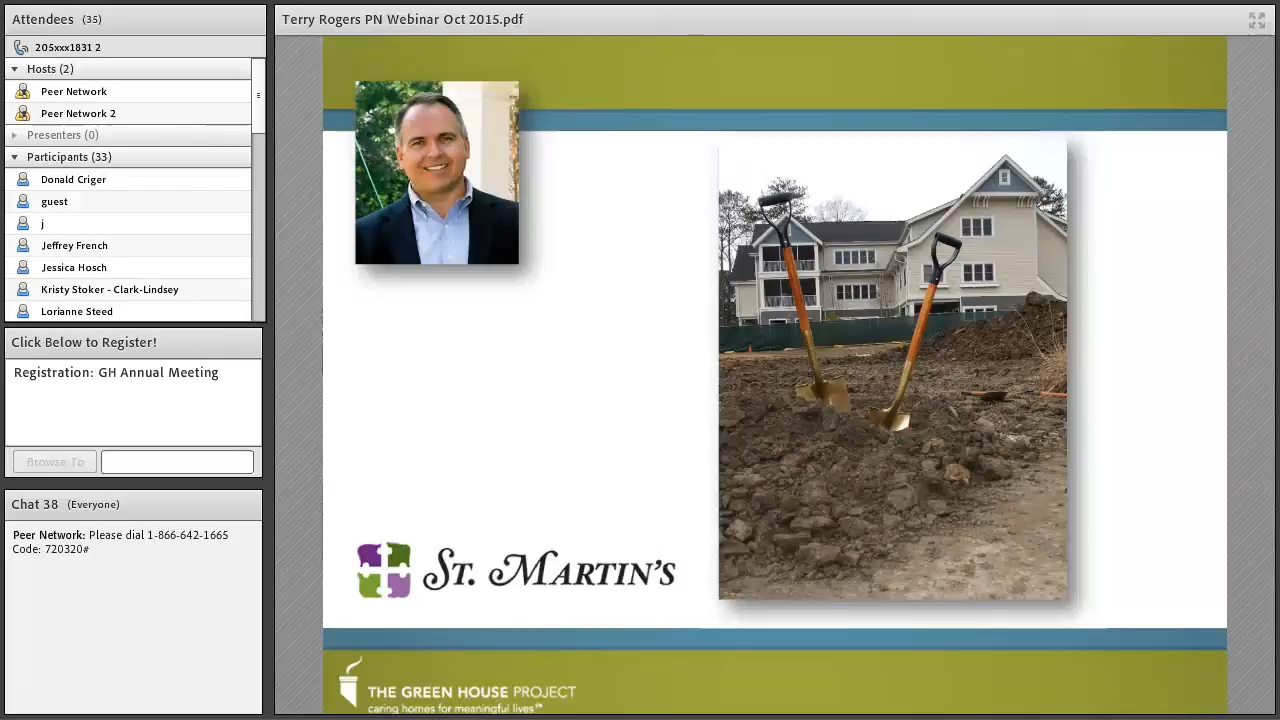 Attendees (35)
205xxx1831 2
Hosts (2)
Peer Network
Peer Network 2
Presenters (0)
Participants (33)
Donald Criger
guest
j
Jeffrey French
Jessica Hosch
Kristy Stoker - Clark-Lindsey
Lorianne Steed
Click Below to Register!
Registration: GH Annual Meeting
Browse To
Chat 38 (Everyone)
Peer Network: Please dial 1-866-642-1665
Code: 720320#
Terry Rogers PN Webinar Oct 2015.pdf
St. Martin's
THE GREEN HOUSE PROJECT
caring homes for meaningful lives℠